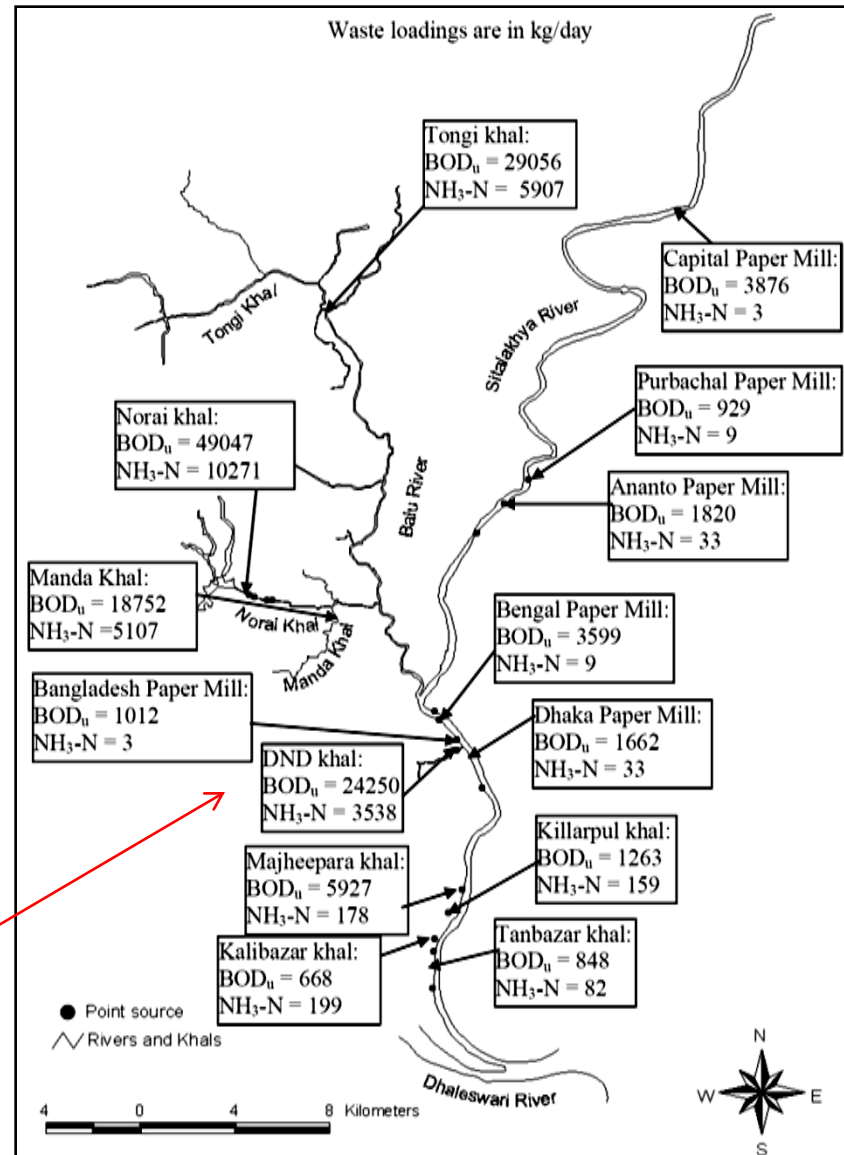 Waste loadings are in kg/day
Tongi khal:
BODu = 29056
NH3-N = 5907
Capital Paper Mill:
BODu = 3876
NH3-N = 3
Tongi Khal
Sitalakhya River
Purbachal Paper Mill:
BODu = 929
NH3-N = 9
Norai khal:
BODu = 49047
NH3-N = 10271
Balu River
Ananto Paper Mill:
BODu = 1820
NH3-N = 33
Manda Khal:
BODu = 18752
NH3-N =5107
Norai Khal
Manda Khal
Bengal Paper Mill:
BODu = 3599
NH3-N = 9
Bangladesh Paper Mill:
BODu = 1012
NH3-N = 3
Dhaka Paper Mill:
BODu = 1662
NH3-N = 33
DND khal:
BODu = 24250
NH3-N = 3538
Killarpul khal:
BODu = 1263
NH3-N = 159
Majheepara khal:
BODu = 5927
NH3-N = 178
Tanbazar khal:
BODu = 848
NH3-N = 82
Kalibazar khal:
BODu = 668
NH3-N = 199
Point source
Rivers and Khals
Dhaleswari River
4 0 4 8 Kilometers
N
W E
S